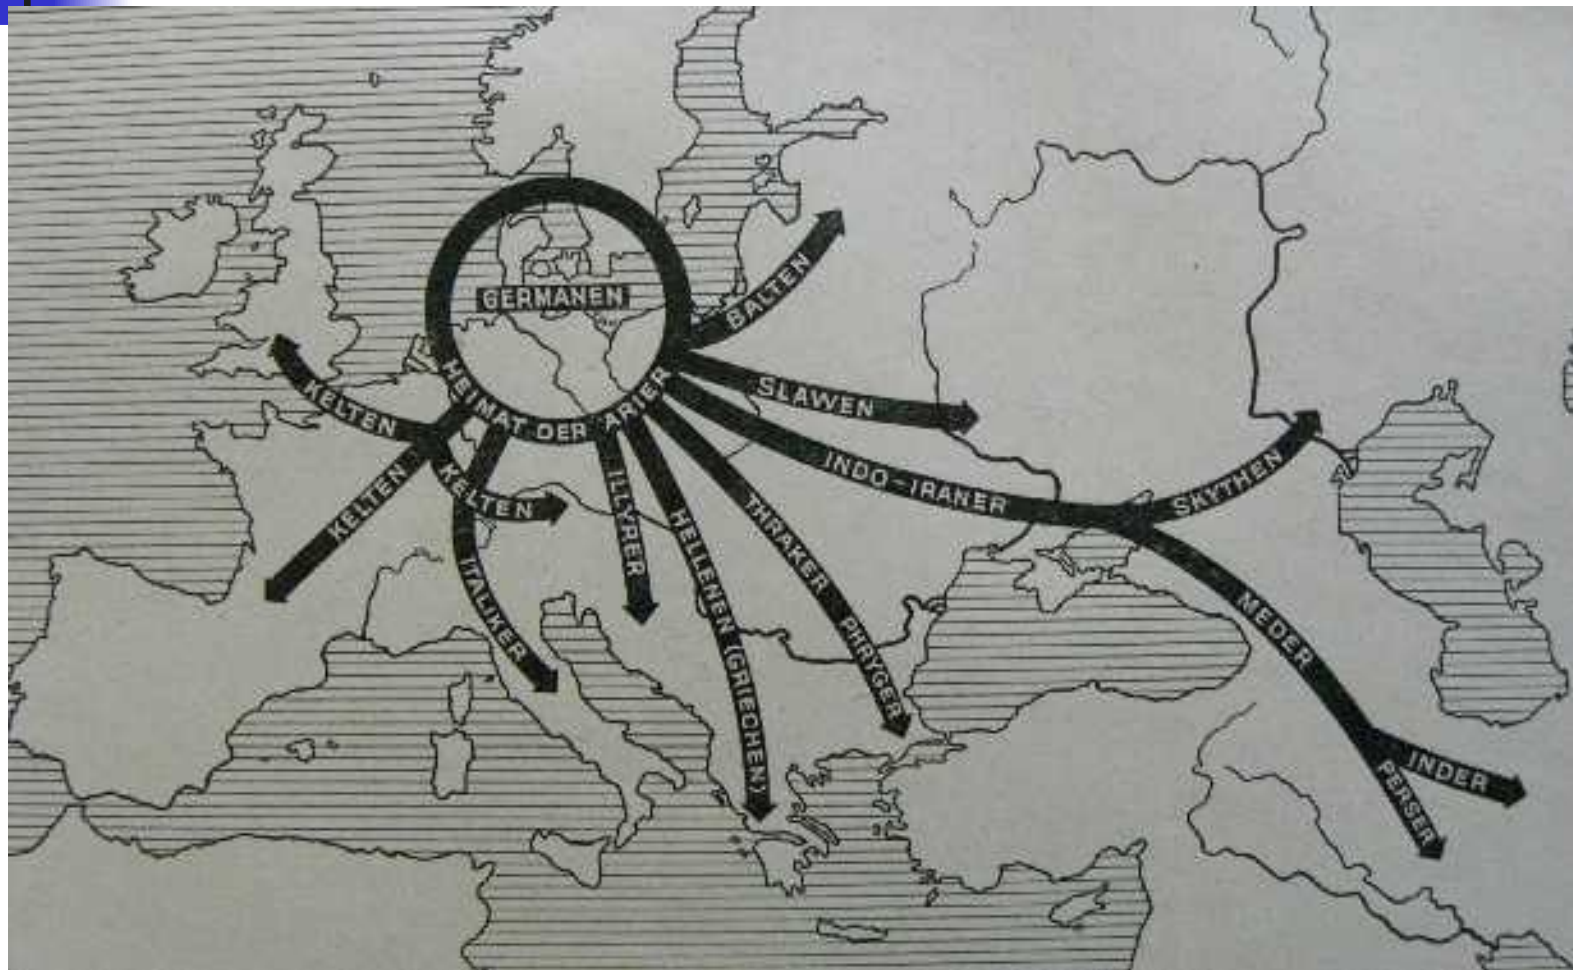 GERMANEN
HEIMAT DER ARIER
BALTEN
SLAWEN
INDO-IRANER
SKYTHEN
MEDER
INDER
PERSER
THRAKER PHRYGER
HELLENEN (GRIECHEN)
ILLYRER
ITALIKER
KELTEN
KELTEN
KELTEN